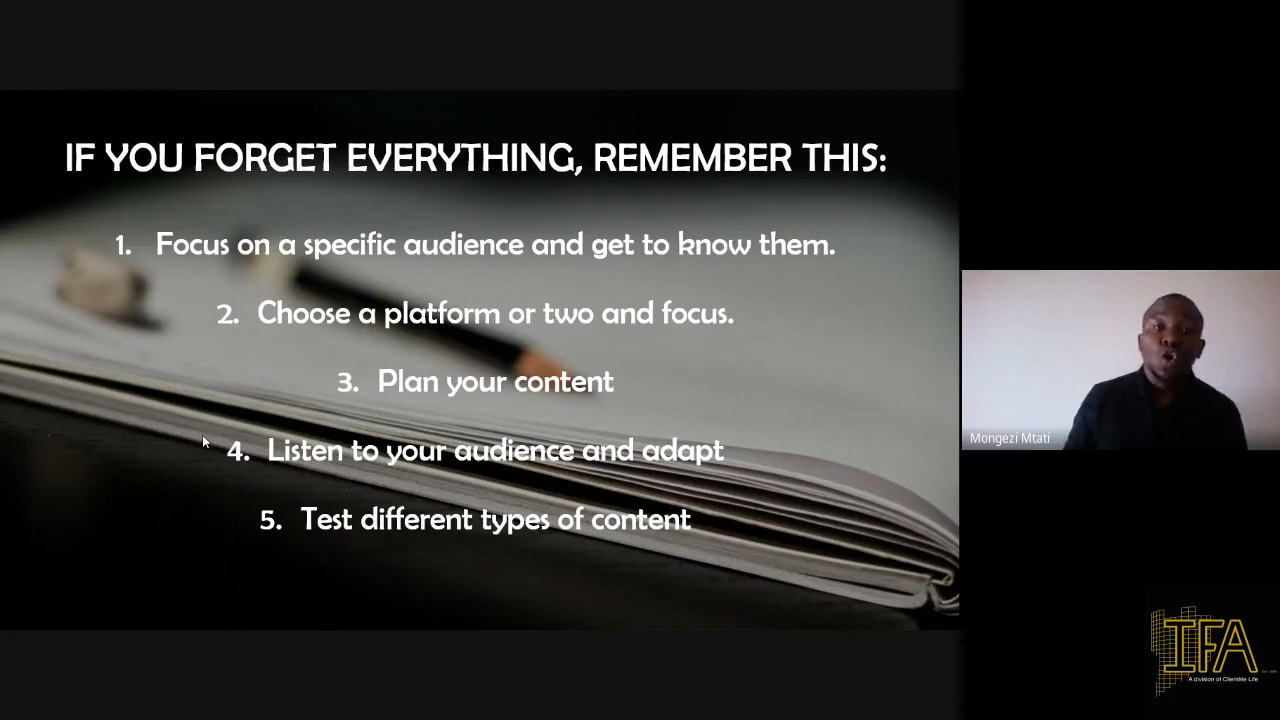 IF YOU FORGET EVERYTHING, REMEMBER THIS:
1. Focus on a specific audience and get to know them.
2. Choose a platform or two and focus.
3. Plan your content
4. Listen to your audience and adapt
5. Test different types of content
Mongezi Mtati
IFA
A division of Clientèle Life